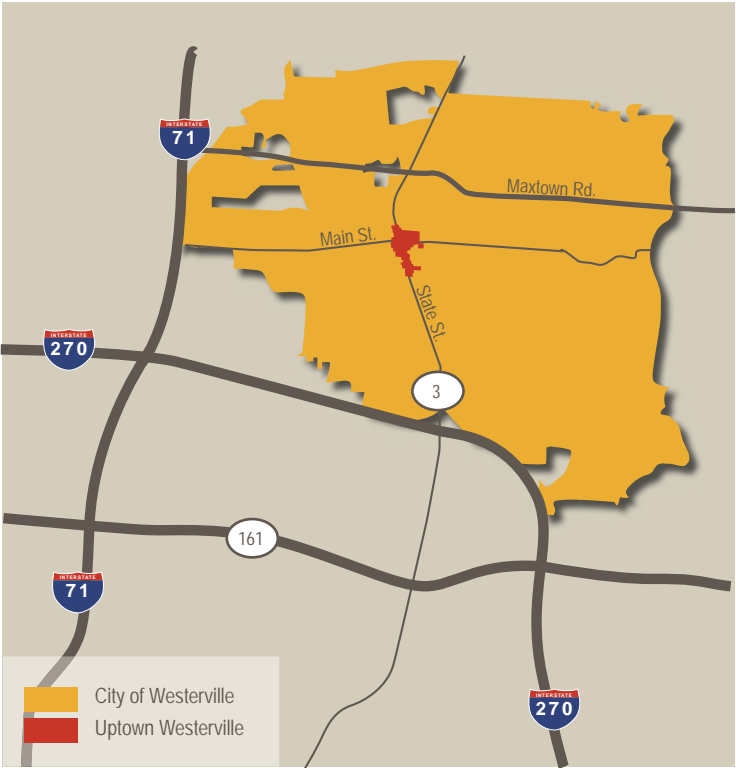 INTERSTATE
71
Maxtown Rd.
Main St.
State St.
INTERSTATE
270
3
161
INTERSTATE
71
City of Westerville
Uptown Westerville
INTERSTATE
270